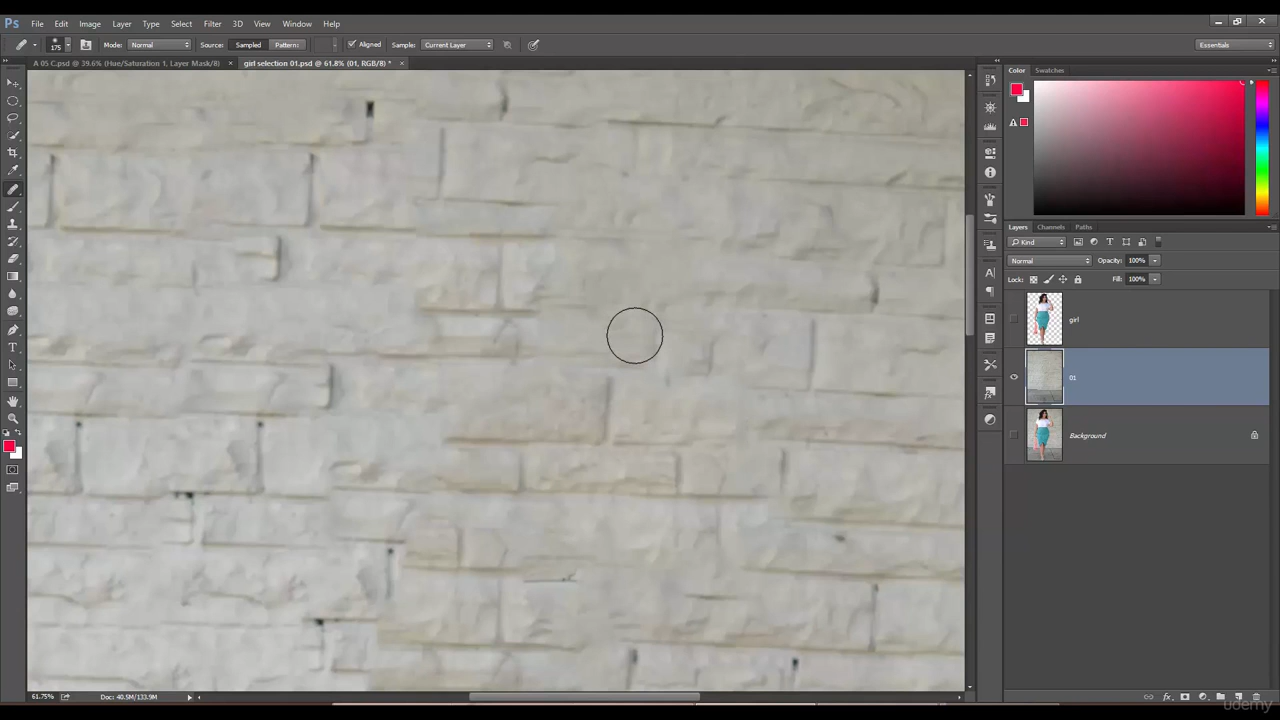 Ps File Edit Image Layer Type Select Filter 3D View Window Help
175 Mode: Normal Source: Sampled Pattern: Aligned Sample: Current Layer Essentials
A 05 C.psd @ 39.6% (Hue/Saturation 1, Layer Mask/8) × girl selection 01.psd @ 61.8% (01, RGB/8) * ×
Color Swatches
Layers Channels Paths
Kind
Normal Opacity: 100%
Lock: Fill: 100%
girl
01
Background
61.75% Doc: 40.5M/133.9M
udemy